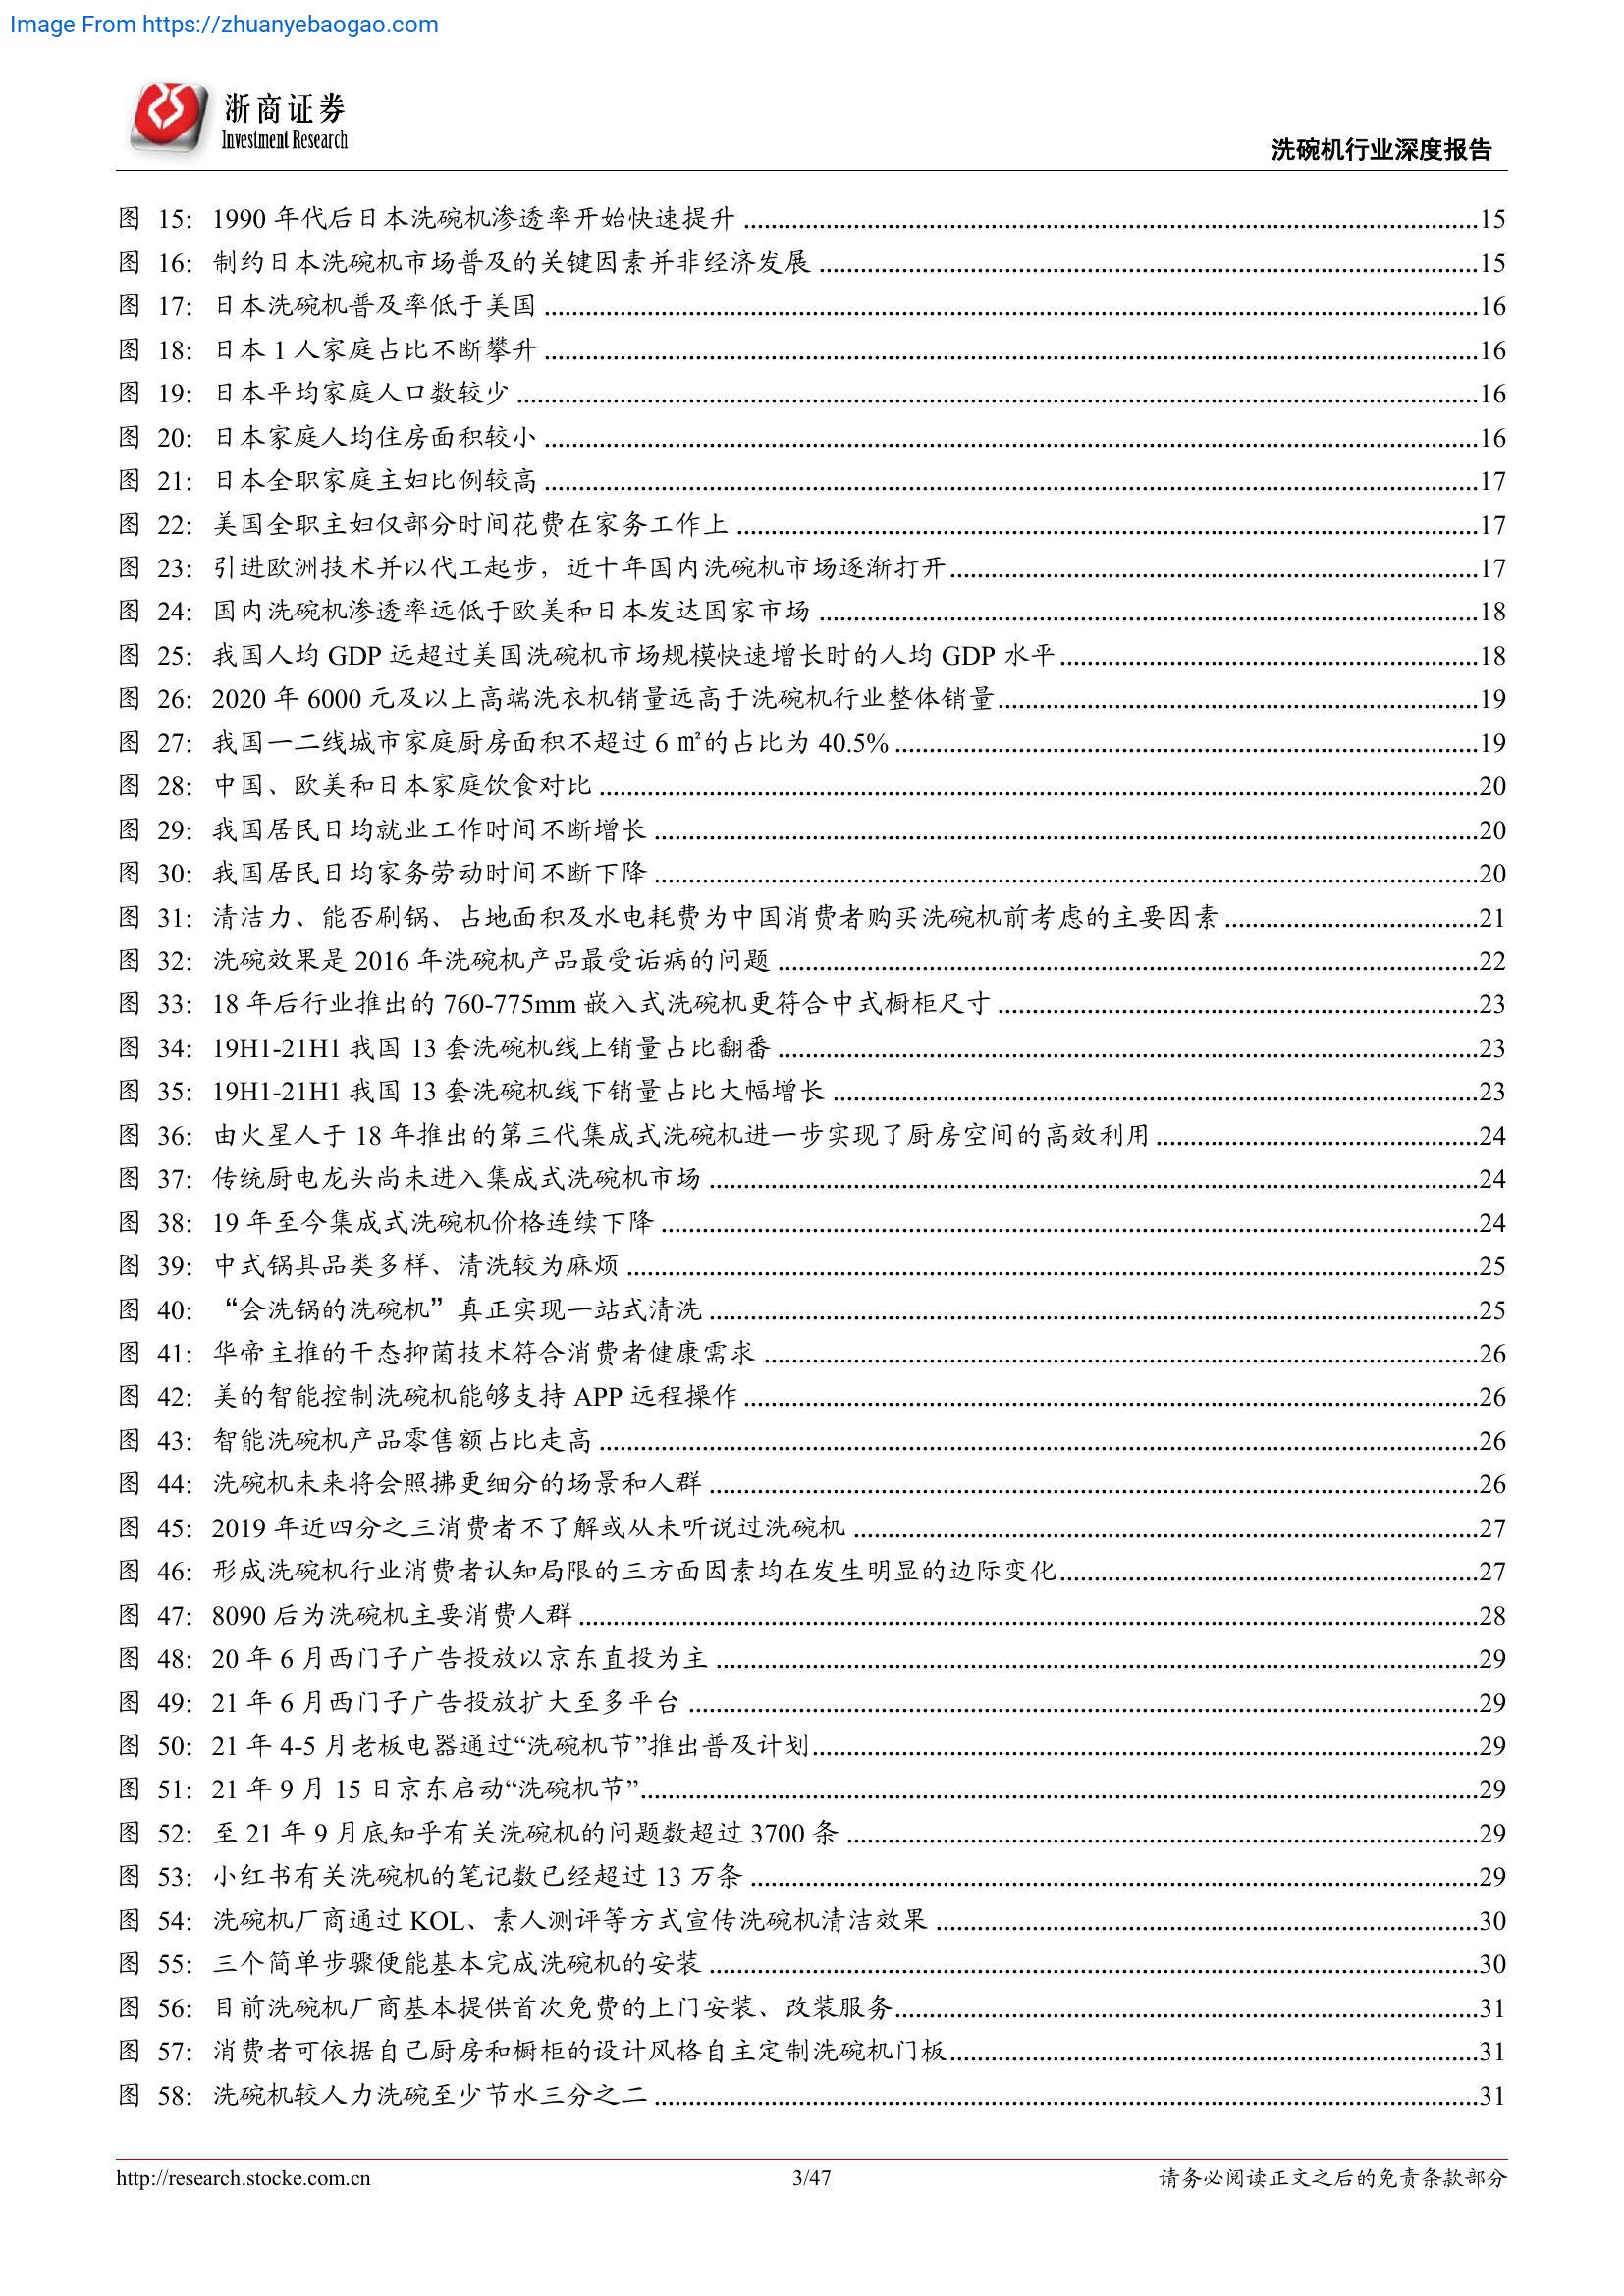 Image From https://zhuanyebaogao.com
浙商证券
Investment Research
洗碗机行业深度报告
图 15：1990 年代后日本洗碗机渗透率开始快速提升 ......15
图 16：制约日本洗碗机市场普及的关键因素并非经济发展 ......15
图 17：日本洗碗机普及率低于美国 ......16
图 18：日本 1 人家庭占比不断攀升 ......16
图 19：日本平均家庭人口数较少 ......16
图 20：日本家庭人均住房面积较小 ......16
图 21：日本全职家庭主妇比例较高 ......17
图 22：美国全职主妇仅部分时间花费在家务工作上 ......17
图 23：引进欧洲技术并以代工起步，近十年国内洗碗机市场逐渐打开......17
图 24：国内洗碗机渗透率远低于欧美和日本发达国家市场 ......18
图 25：我国人均 GDP 远超过美国洗碗机市场规模快速增长时的人均 GDP 水平......18
图 26：2020 年 6000 元及以上高端洗衣机销量远高于洗碗机行业整体销量......19
图 27：我国一二线城市家庭厨房面积不超过 6 ㎡的占比为 40.5%......19
图 28：中国、欧美和日本家庭饮食对比 ......20
图 29：我国居民日均就业工作时间不断增长 ......20
图 30：我国居民日均家务劳动时间不断下降 ......20
图 31：清洁力、能否刷锅、占地面积及水电耗费为中国消费者购买洗碗机前考虑的主要因素 ......21
图 32：洗碗效果是 2016 年洗碗机产品最受诟病的问题 ......22
图 33：18 年后行业推出的 760-775mm 嵌入式洗碗机更符合中式橱柜尺寸 ......23
图 34：19H1-21H1 我国 13 套洗碗机线上销量占比翻番 ......23
图 35：19H1-21H1 我国 13 套洗碗机线下销量占比大幅增长 ......23
图 36：由火星人于 18 年推出的第三代集成式洗碗机进一步实现了厨房空间的高效利用 ......24
图 37：传统厨电龙头尚未进入集成式洗碗机市场 ......24
图 38：19 年至今集成式洗碗机价格连续下降 ......24
图 39：中式锅具品类多样、清洗较为麻烦 ......25
图 40：“会洗锅的洗碗机”真正实现一站式清洗 ......25
图 41：华帝主推的干态抑菌技术符合消费者健康需求 ......26
图 42：美的智能控制洗碗机能够支持 APP 远程操作 ......26
图 43：智能洗碗机产品零售额占比走高 ......26
图 44：洗碗机未来将会照拂更细分的场景和人群 ......26
图 45：2019 年近四分之三消费者不了解或从未听说过洗碗机 ......27
图 46：形成洗碗机行业消费者认知局限的三方面因素均在发生明显的边际变化......27
图 47：8090 后为洗碗机主要消费人群 ......28
图 48：20 年 6 月西门子广告投放以京东直投为主 ......29
图 49：21 年 6 月西门子广告投放扩大至多平台 ......29
图 50：21 年 4-5 月老板电器通过“洗碗机节”推出普及计划......29
图 51：21 年 9 月 15 日京东启动“洗碗机节”......29
图 52：至 21 年 9 月底知乎有关洗碗机的问题数超过 3700 条 ......29
图 53：小红书有关洗碗机的笔记数已经超过 13 万条 ......29
图 54：洗碗机厂商通过 KOL、素人测评等方式宣传洗碗机清洁效果 ......30
图 55：三个简单步骤便能基本完成洗碗机的安装 ......30
图 56：目前洗碗机厂商基本提供首次免费的上门安装、改装服务......31
图 57：消费者可依据自己厨房和橱柜的设计风格自主定制洗碗机门板......31
图 58：洗碗机较人力洗碗至少节水三分之二 ......31
http://research.stocke.com.cn
3/47
请务必阅读正文之后的免责条款部分